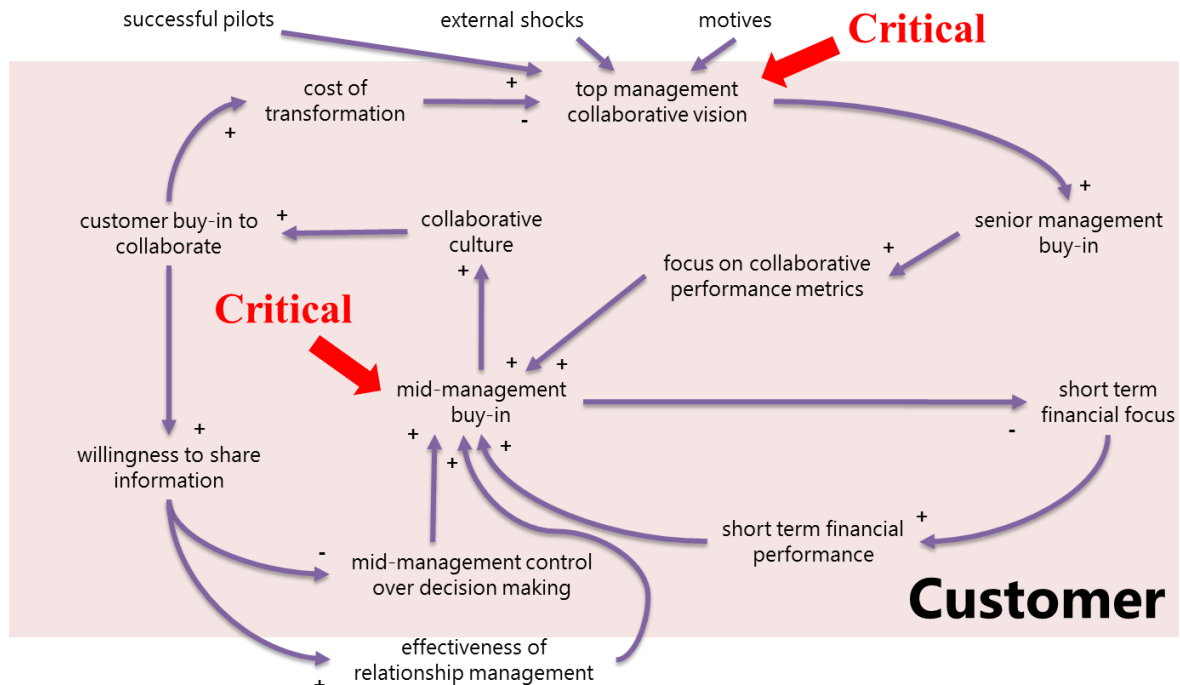 successful pilots
external shocks
motives
Critical
cost of
transformation
+
-
top management
collaborative vision
+
+
customer buy-in to
collaborate
+
collaborative
culture
+
senior management
buy-in
+
focus on collaborative
performance metrics
Critical
+
+
mid-management
buy-in
short term
financial focus
-
+
willingness to share
information
+
+
+
short term financial
performance
+
-
mid-management control
over decision making
Customer
effectiveness of
relationship management
+